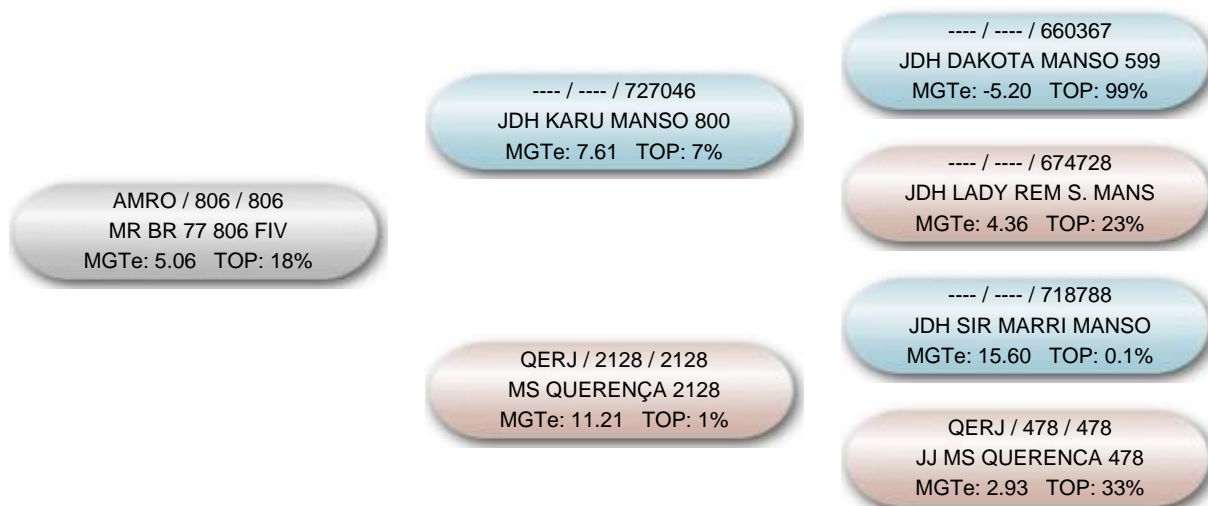 AMRO / 806 / 806
MR BR 77 806 FIV
MGTe: 5.06 TOP: 18%
---- / ---- / 727046
JDH KARU MANSO 800
MGTe: 7.61 TOP: 7%
QERJ / 2128 / 2128
MS QUERENÇA 2128
MGTe: 11.21 TOP: 1%
---- / ---- / 660367
JDH DAKOTA MANSO 599
MGTe: -5.20 TOP: 99%
---- / ---- / 674728
JDH LADY REM S. MANS
MGTe: 4.36 TOP: 23%
---- / ---- / 718788
JDH SIR MARRI MANSO
MGTe: 15.60 TOP: 0.1%
QERJ / 478 / 478
JJ MS QUERENCA 478
MGTe: 2.93 TOP: 33%